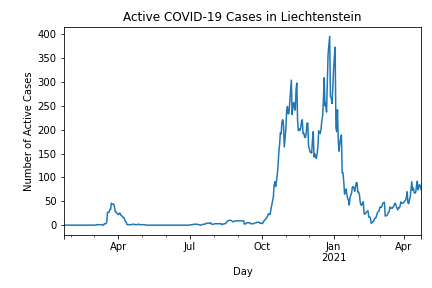 Active COVID-19 Cases in Liechtenstein
Number of Active Cases
400
350
300
250
200
150
100
50
0
Apr
Jul
Oct
Jan
2021
Apr
Day